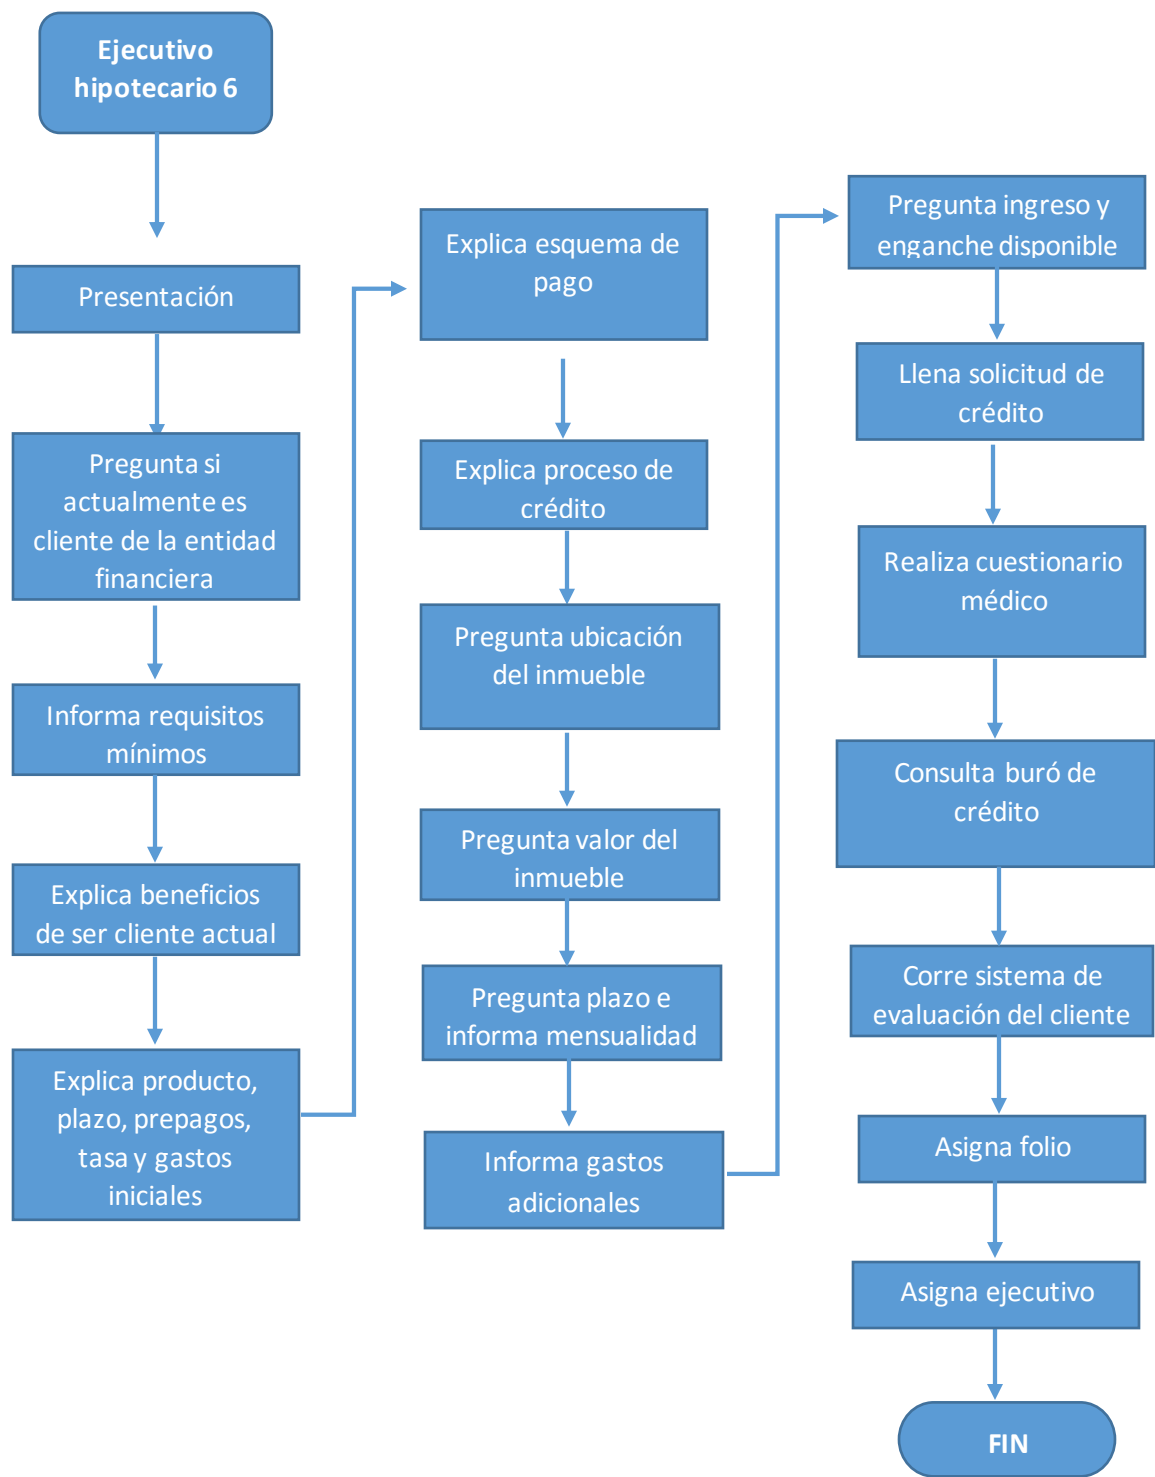 Ejecutivo
hipotecario 6
Presentación
Pregunta si
actualmente es
cliente de la entidad
financiera
Informa requisitos
mínimos
Explica beneficios
de ser cliente actual
Explica producto,
plazo, prepagos,
tasa y gastos
iniciales
Explica esquema de
pago
Explica proceso de
crédito
Pregunta ubicación
del inmueble
Pregunta valor del
inmueble
Pregunta plazo e
informa mensualidad
Informa gastos
adicionales
Pregunta ingreso y
enganche disponible
Llena solicitud de
crédito
Realiza cuestionario
médico
Consulta buró de
crédito
Corre sistema de
evaluación del cliente
Asigna folio
Asigna ejecutivo
FIN